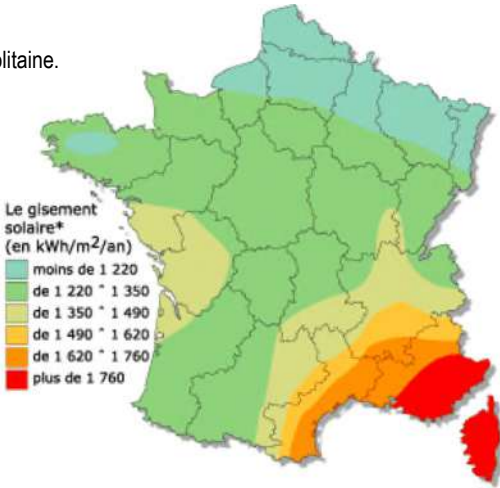 olitaine.
Le gisement
solaire*
(en kWh/m²/an)
moins de 1 220
de 1 220 ˆ 1 350
de 1 350 ˆ 1 490
de 1 490 ˆ 1 620
de 1 620 ˆ 1 760
plus de 1 760